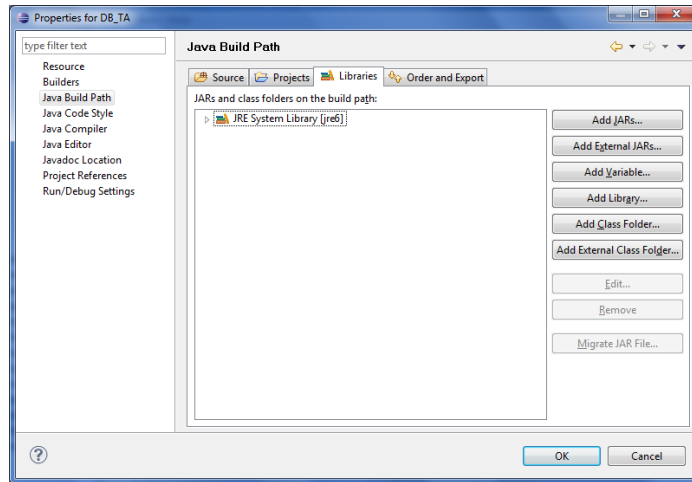 Properties for DB_TA
type filter text
Resource
Builders
Java Build Path
Java Code Style
Java Compiler
Java Editor
Javadoc Location
Project References
Run/Debug Settings
Java Build Path
Source
Projects
Libraries
Order and Export
JARs and class folders on the build path:
JRE System Library [jre6]
Add JARs...
Add External JARs...
Add Variable...
Add Library...
Add Class Folder...
Add External Class Folder...
Edit...
Remove
Migrate JAR File...
?
OK
Cancel